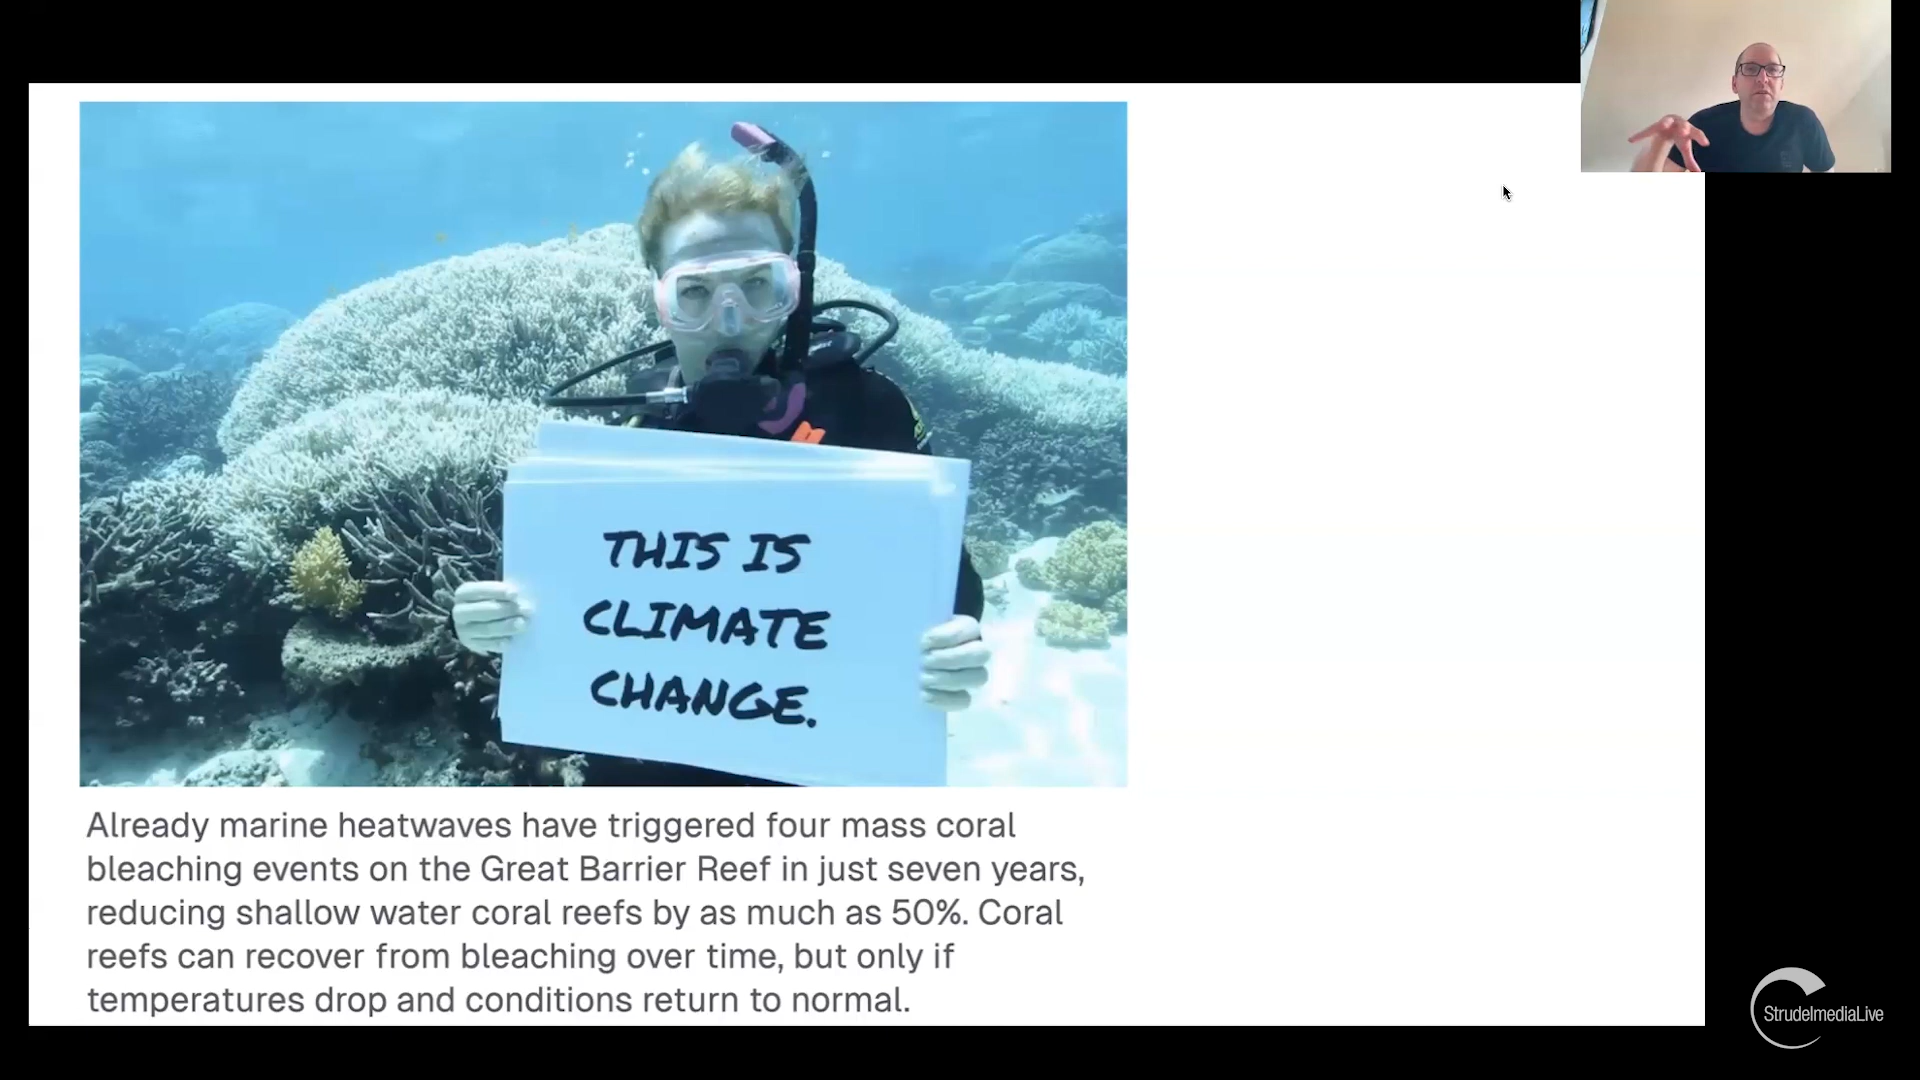 THIS IS
CLIMATE
CHANGE.
Already marine heatwaves have triggered four mass coral
bleaching events on the Great Barrier Reef in just seven years,
reducing shallow water coral reefs by as much as 50%. Coral
reefs can recover from bleaching over time, but only if
temperatures drop and conditions return to normal.
StrudelmediaLive